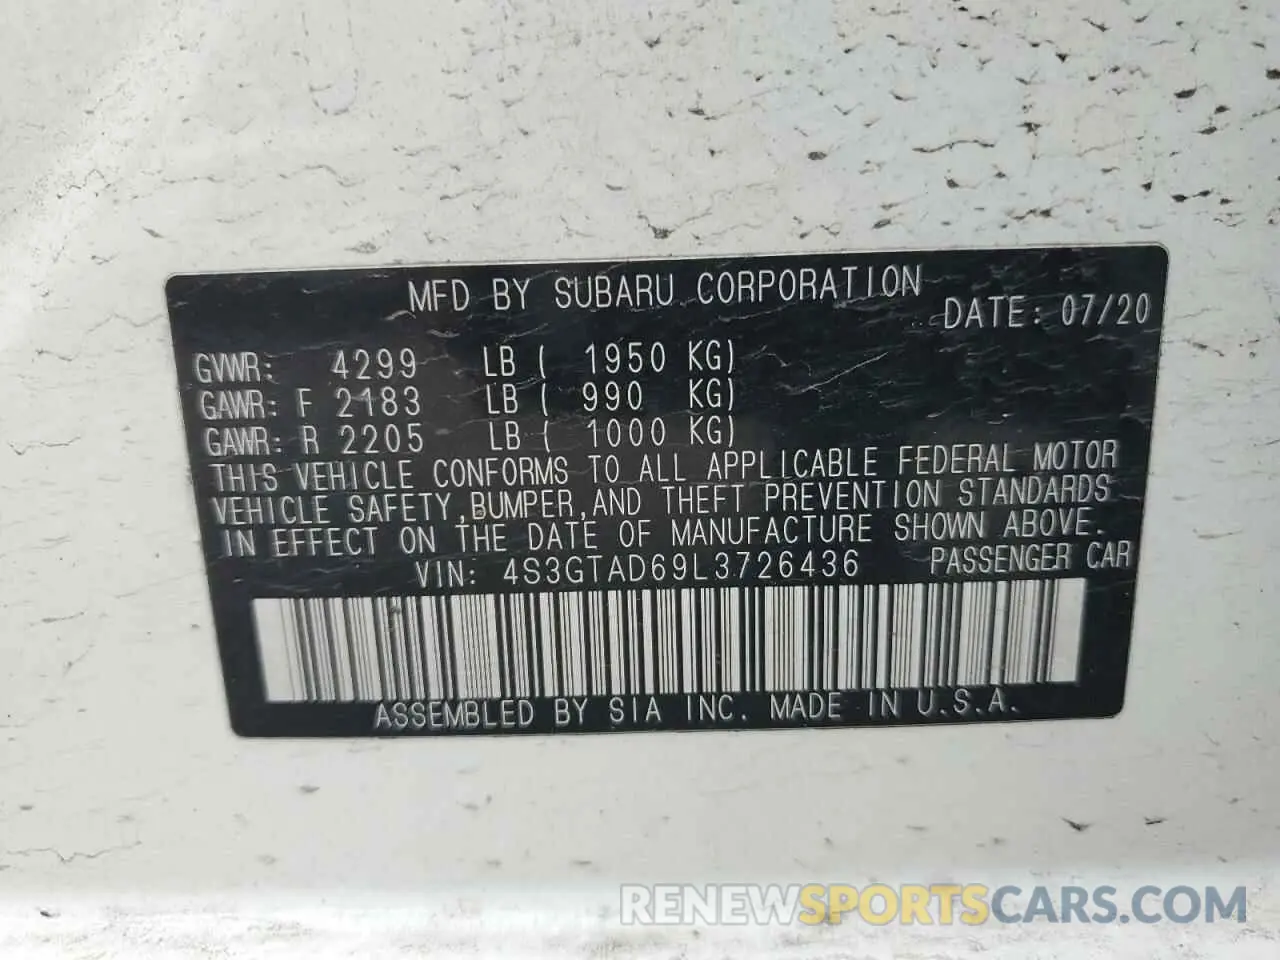 MFD BY SUBARU CORPORATION
DATE: 07/20
GVWR: 4299 LB ( 1950 KG)
GAWR: F 2183 LB ( 990 KG)
GAWR: R 2205 LB ( 1000 KG)
THIS VEHICLE CONFORMS TO ALL APPLICABLE FEDERAL MOTOR
VEHICLE SAFETY,BUMPER,AND THEFT PREVENTION STANDARDS
IN EFFECT ON THE DATE OF MANUFACTURE SHOWN ABOVE.
VIN: 4S3GTAD69L3726436 PASSENGER CAR
ASSEMBLED BY SIA INC. MADE IN U.S.A.
RENEWSPORTSCARS.COM